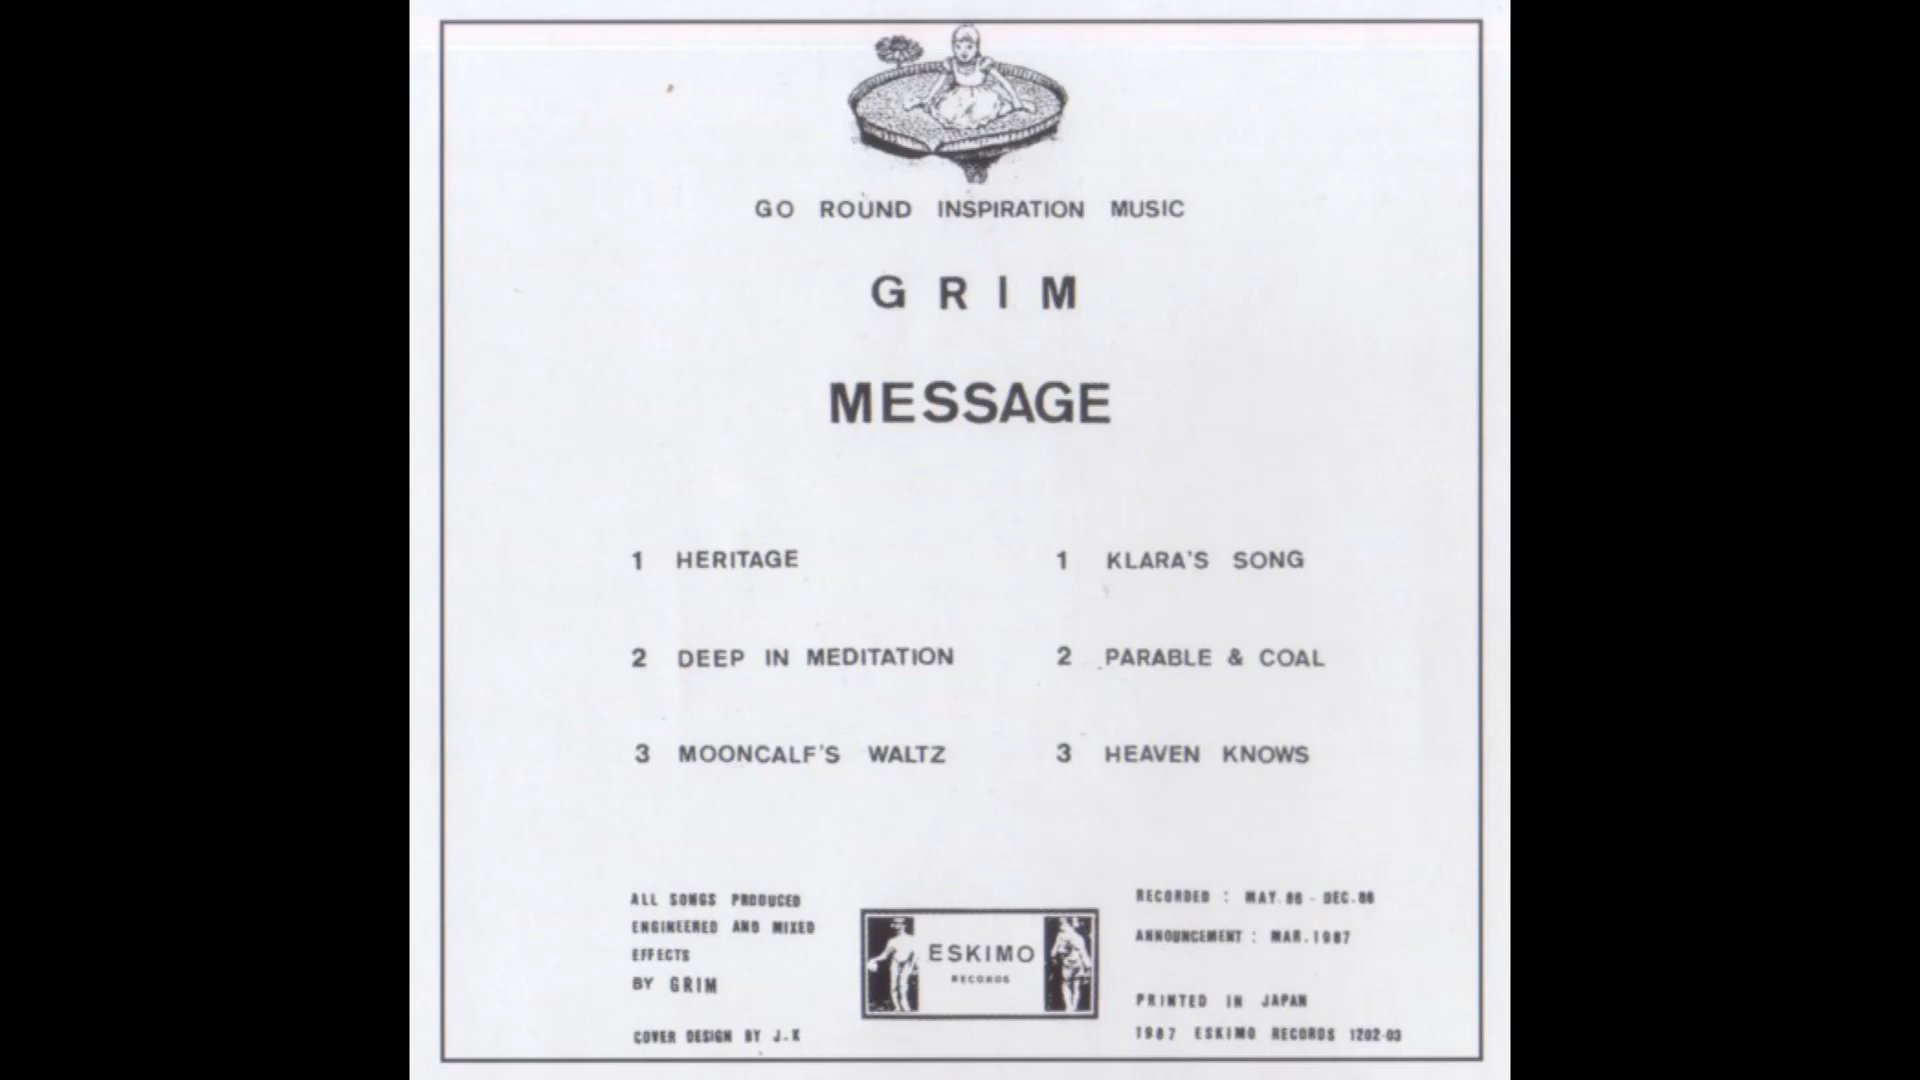 GO ROUND INSPIRATION MUSIC
GRIM
MESSAGE
1 HERITAGE
2 DEEP IN MEDITATION
3 MOONCALF'S WALTZ
1 KLARA'S SONG
2 PARABLE & COAL
3 HEAVEN KNOWS
ALL SONGS PRODUCED
ENGINEERED AND MIXED
EFFECTS
BY GRIM
COVER DESIGN BY J.K
ESKIMO
RECORDS
RECORDED : MAY.86 - DEC.86
ANNOUNCEMENT : MAR.1987
PRINTED IN JAPAN
1987 ESKIMO RECORDS 1202-03